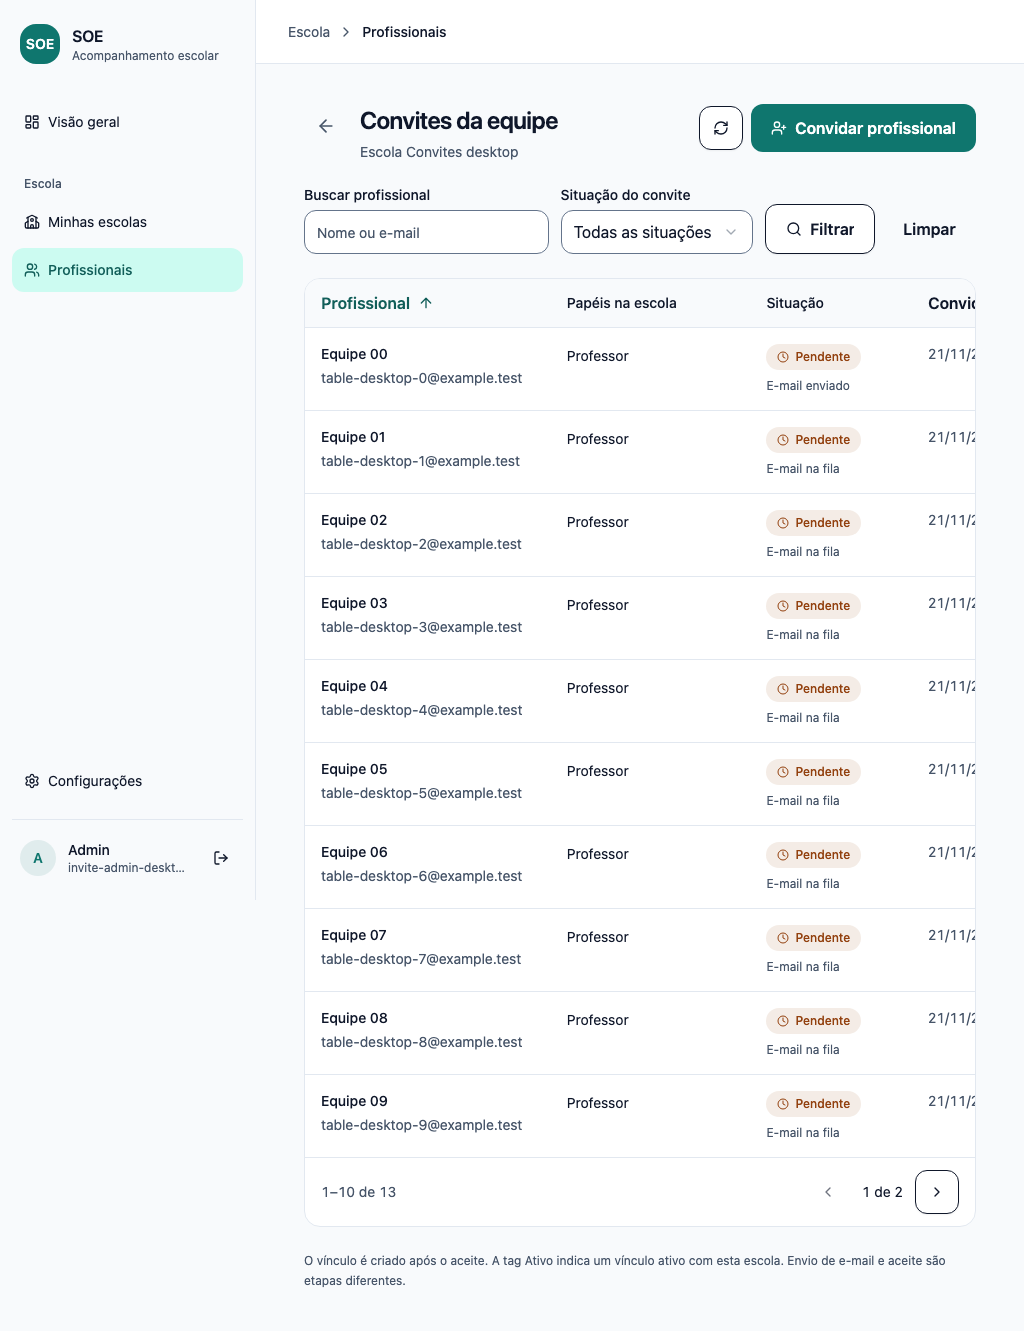 SOE
SOE
Acompanhamento escolar
Visão geral
Escola
Minhas escolas
Profissionais
Configurações
A
Admin
invite-admin-deskt...
Escola
Profissionais
Convites da equipe
Escola Convites desktop
Convidar profissional
Buscar profissional
Nome ou e-mail
Situação do convite
Todas as situações
Filtrar
Limpar
Profissional Papéis na escola Situação
Equipe 00 Professor Pendente
table-desktop-0@example.test E-mail enviado
Equipe 01 Professor Pendente
table-desktop-1@example.test E-mail na fila
Equipe 02 Professor Pendente
table-desktop-2@example.test E-mail na fila
Equipe 03 Professor Pendente
table-desktop-3@example.test E-mail na fila
Equipe 04 Professor Pendente
table-desktop-4@example.test E-mail na fila
Equipe 05 Professor Pendente
table-desktop-5@example.test E-mail na fila
Equipe 06 Professor Pendente
table-desktop-6@example.test E-mail na fila
Equipe 07 Professor Pendente
table-desktop-7@example.test E-mail na fila
Equipe 08 Professor Pendente
table-desktop-8@example.test E-mail na fila
Equipe 09 Professor Pendente
table-desktop-9@example.test E-mail na fila
1–10 de 13
1 de 2
O vínculo é criado após o aceite. A tag Ativo indica um vínculo ativo com esta escola. Envio de e-mail e aceite são
etapas diferentes.